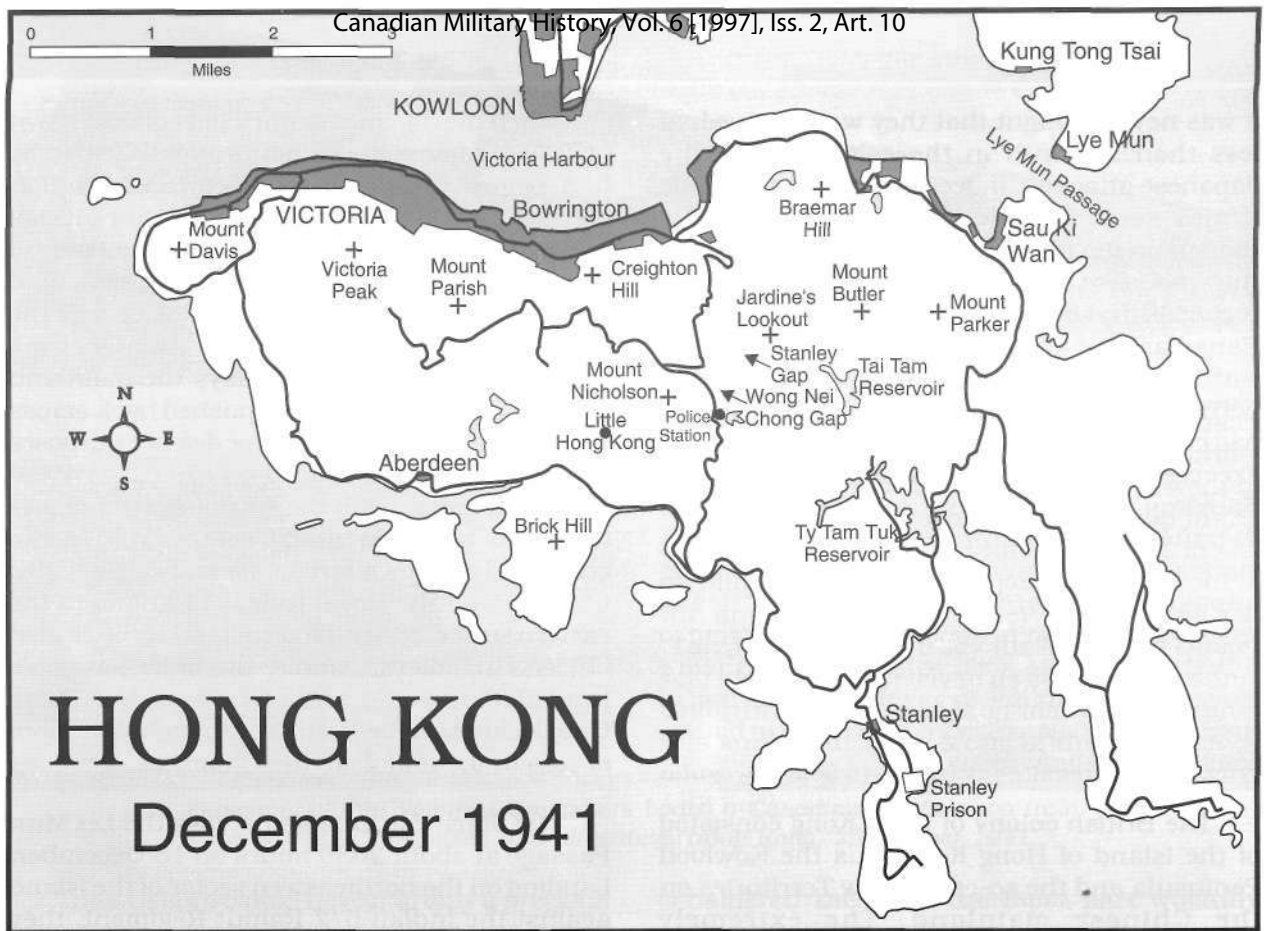 Canadian Military History, Vol. 6 [1997], Iss. 2, Art. 10
0 1 2 3
Miles
KOWLOON
Victoria Harbour
Kung Tong Tsai
Lye Mun
Lye Mun Passage
VICTORIA
Bowrington
Braemar
Hill
Sau Ki
Wan
Mount
Davis
Victoria
Peak
Mount
Parish
Creighton
Hill
Jardine's
Lookout
Mount
Butler
Mount
Parker
Stanley
Gap
Tai Tam
Reservoir
Mount
Nicholson
Wong Nei
Chong Gap
Police
Station
Little
Hong Kong
N
W E
S
Aberdeen
Brick Hill
Ty Tam Tuk
Reservoir
Stanley
Stanley
Prison
HONG KONG
December 1941